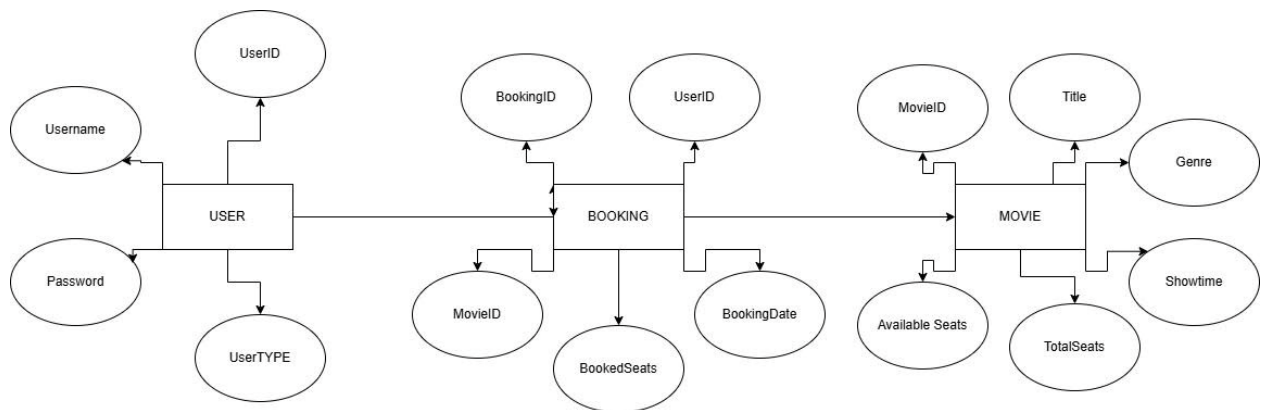 UserID
Username
USER
Password
UserTYPE
BookingID
UserID
BOOKING
MovieID
BookedSeats
BookingDate
MovieID
Title
Genre
MOVIE
Showtime
Available Seats
TotalSeats